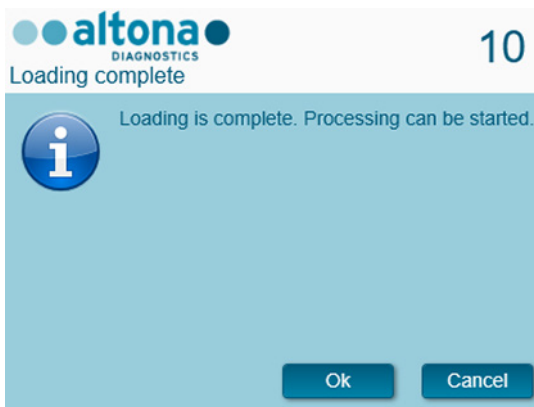 altona
DIAGNOSTICS
10
Loading complete
Loading is complete. Processing can be started.
Ok
Cancel